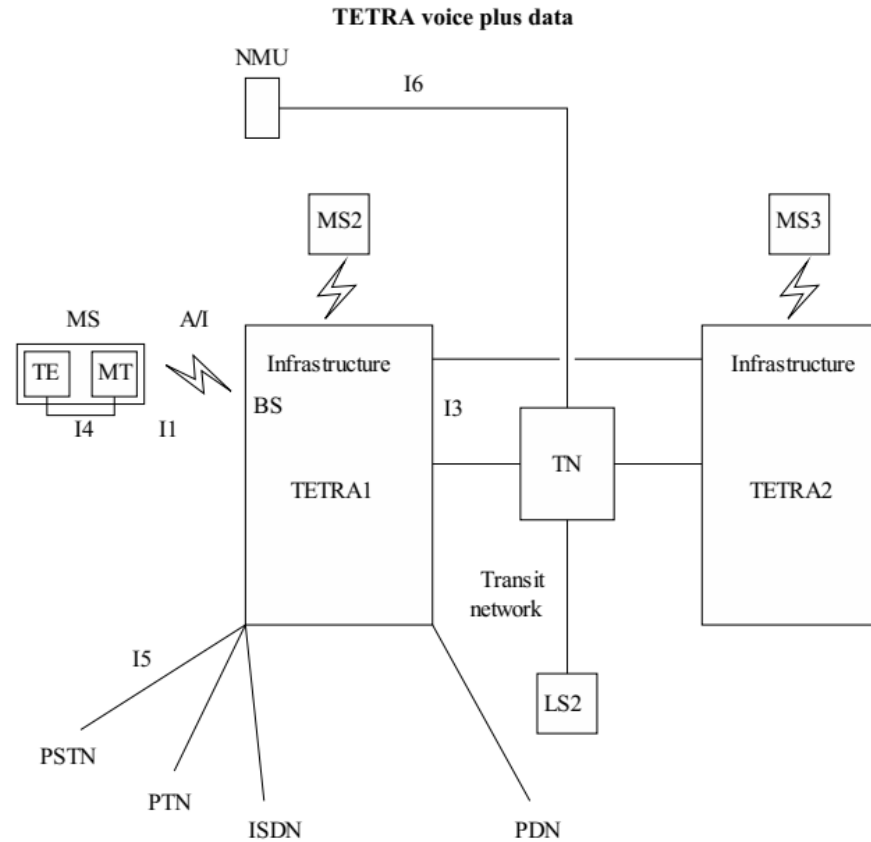 TETRA voice plus data
NMU
I6
MS2
MS3
MS
A/I
TE
MT
Infrastructure
Infrastructure
BS
I3
I4
I1
TN
TETRA1
TETRA2
Transit
network
I5
LS2
PSTN
PTN
ISDN
PDN